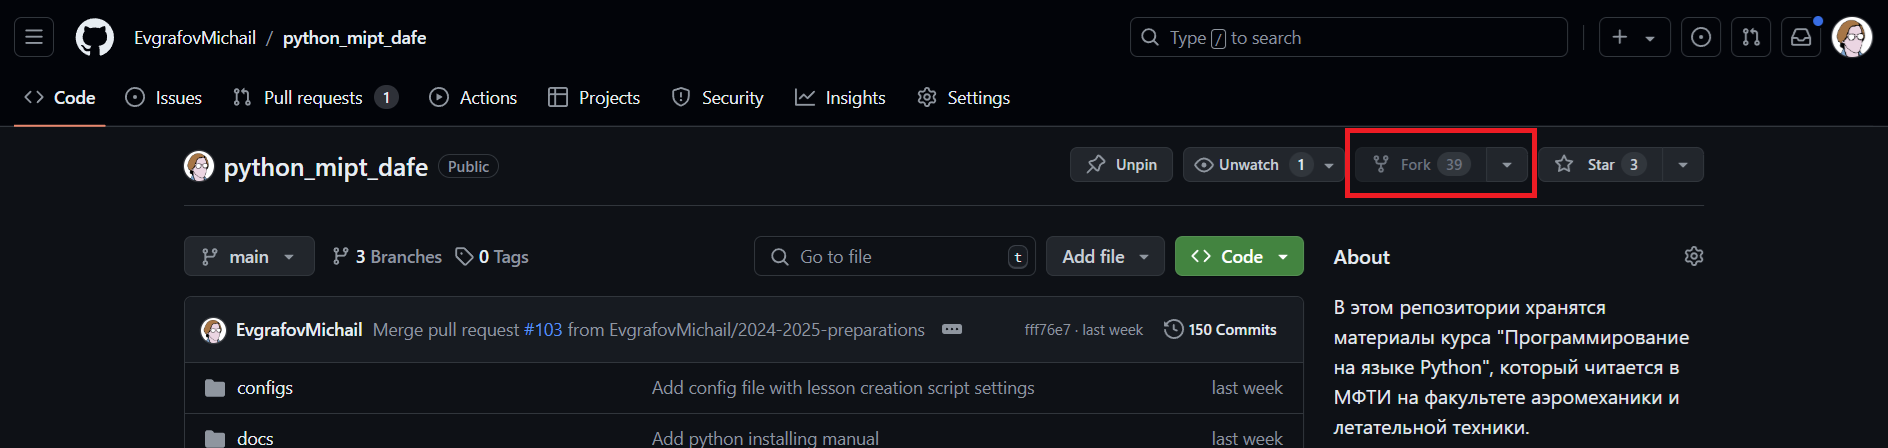 EvgrafovMichail / python_mipt_dafe
Type / to search
Code Issues Pull requests 1 Actions Projects Security Insights Settings
python_mipt_dafe Public
Unpin Unwatch 1 Fork 39 Star 3
main 3 Branches 0 Tags Go to file t Add file Code
EvgrafovMichail Merge pull request #103 from EvgrafovMichail/2024-2025-preparations fff76e7 · last week 150 Commits
configs Add config file with lesson creation script settings last week
docs Add python installing manual last week
About
В этом репозитории хранятся
материалы курса "Программирование
на языке Python", который читается в
МФТИ на факультете аэромеханики и
летательной техники.